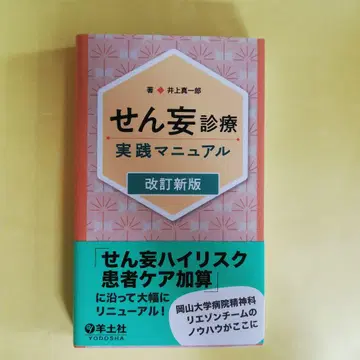 著 井上真一郎
せん妄診療
実践マニュアル
改訂新版
「せん妄ハイリスク
患者ケア加算」
に沿って大幅に
リニューアル!
岡山大学病院精神科
リエゾンチームの
ノウハウがここに
羊土社
YODOSHA